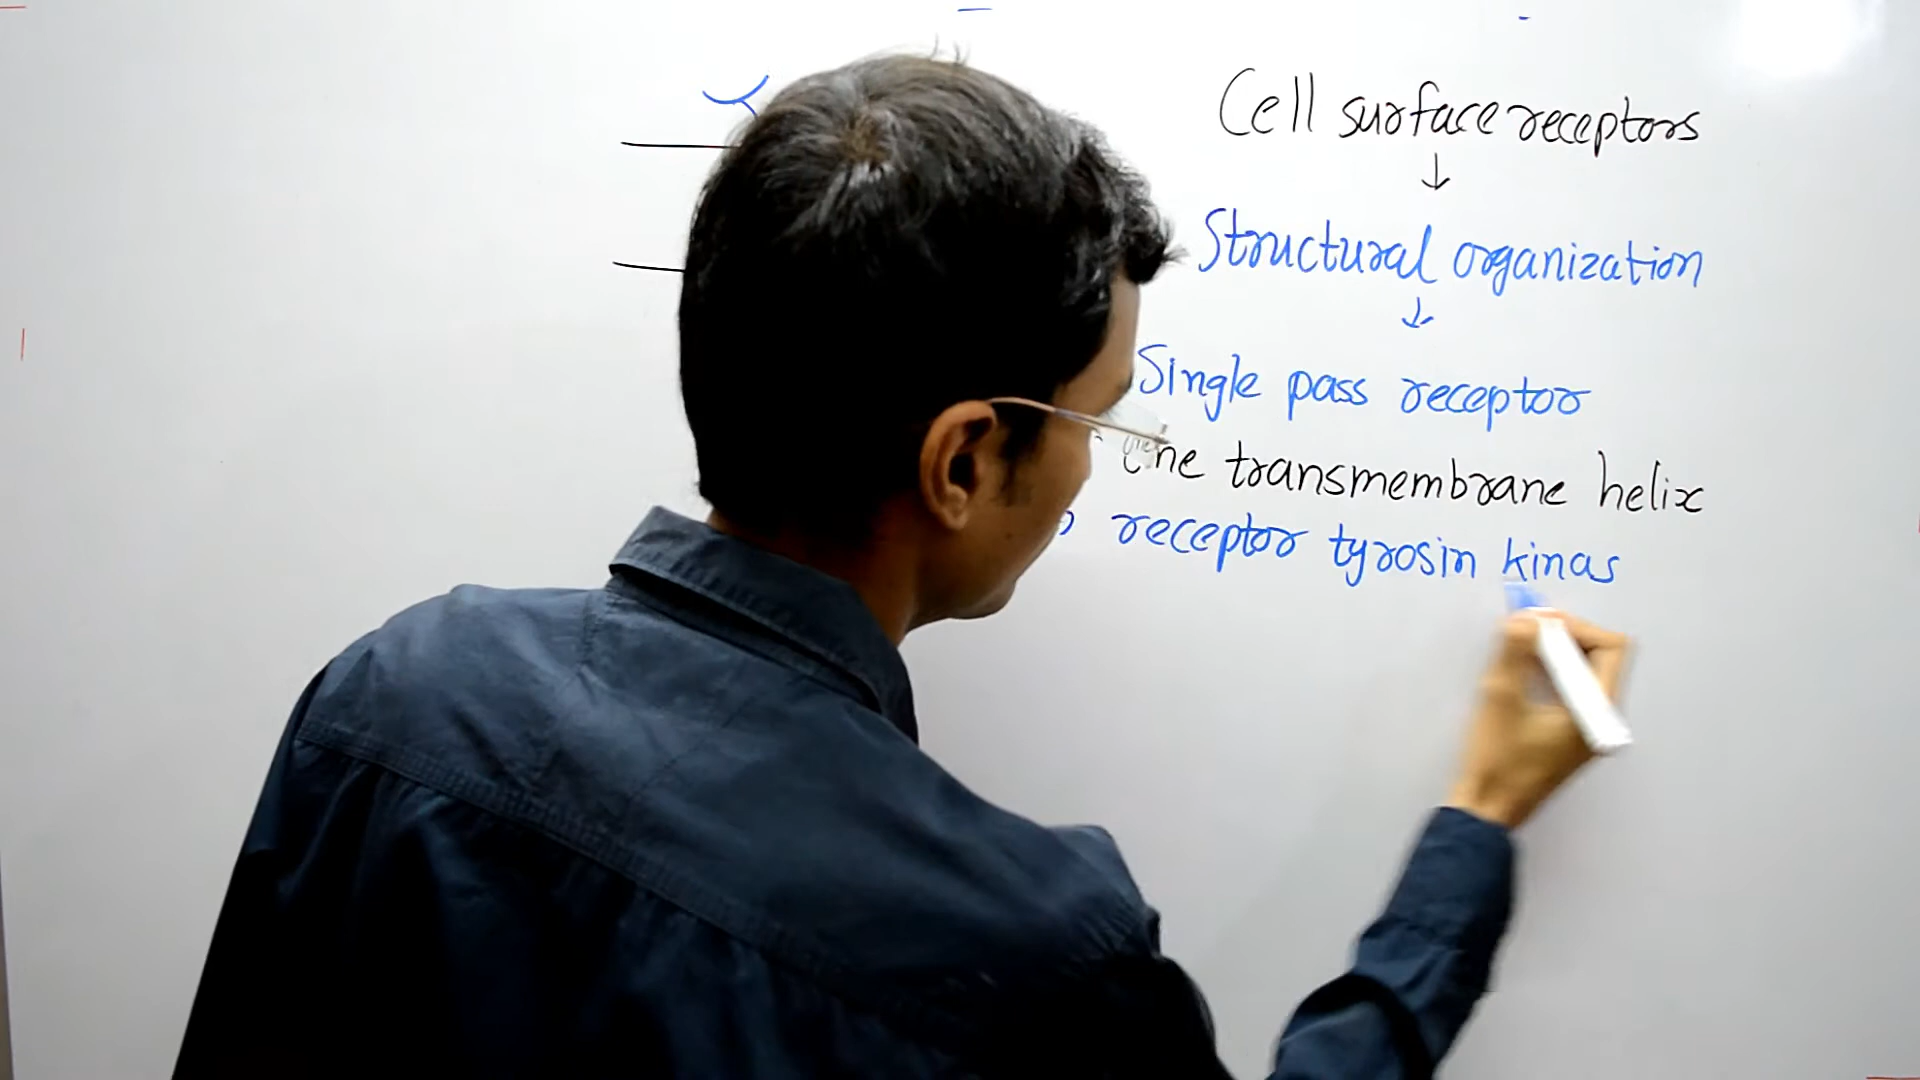 Cell surface receptors
↓
Structural organization
↓
Single pass receptor
one transmembrane helix
receptor tyrosin kinas